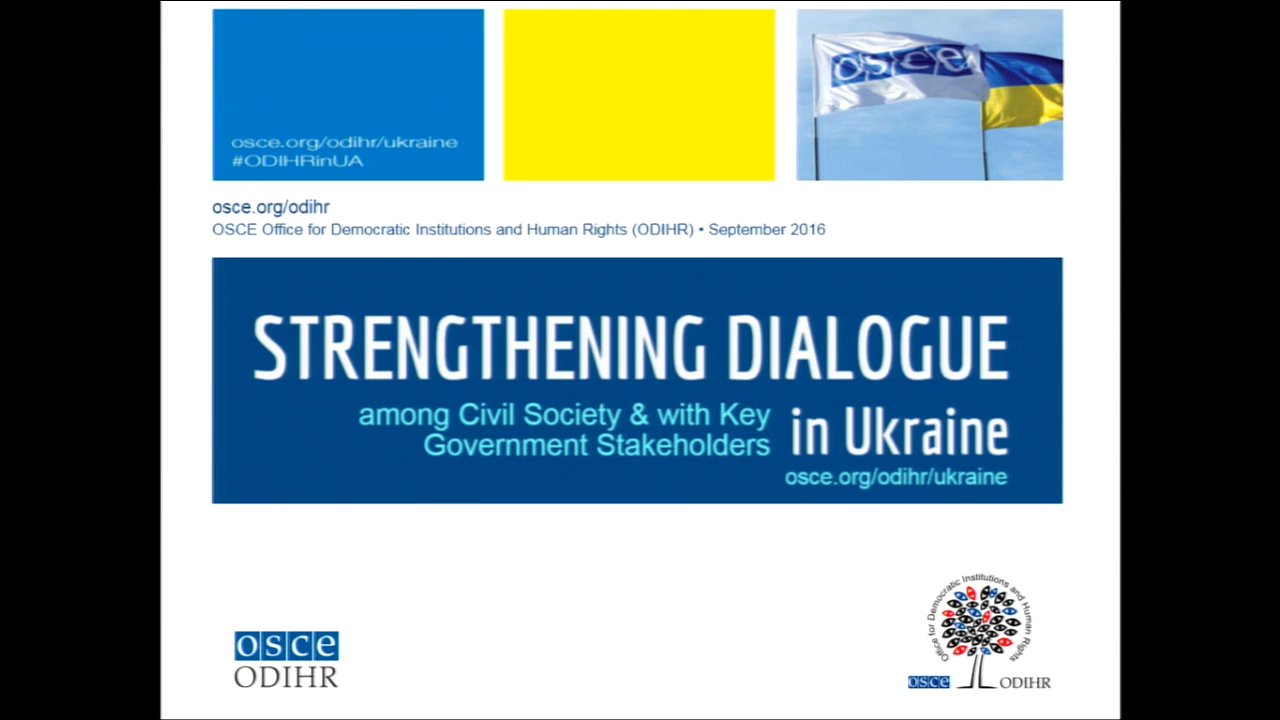 osce.org/odihr/ukraine
#ODIHRinUA
osce
osce.org/odihr
OSCE Office for Democratic Institutions and Human Rights (ODIHR) • September 2016
STRENGTHENING DIALOGUE
among Civil Society & with Key
Government Stakeholders
in Ukraine
osce.org/odihr/ukraine
osce
ODIHR
Office for Democratic Institutions and Human Rights
osce ODIHR